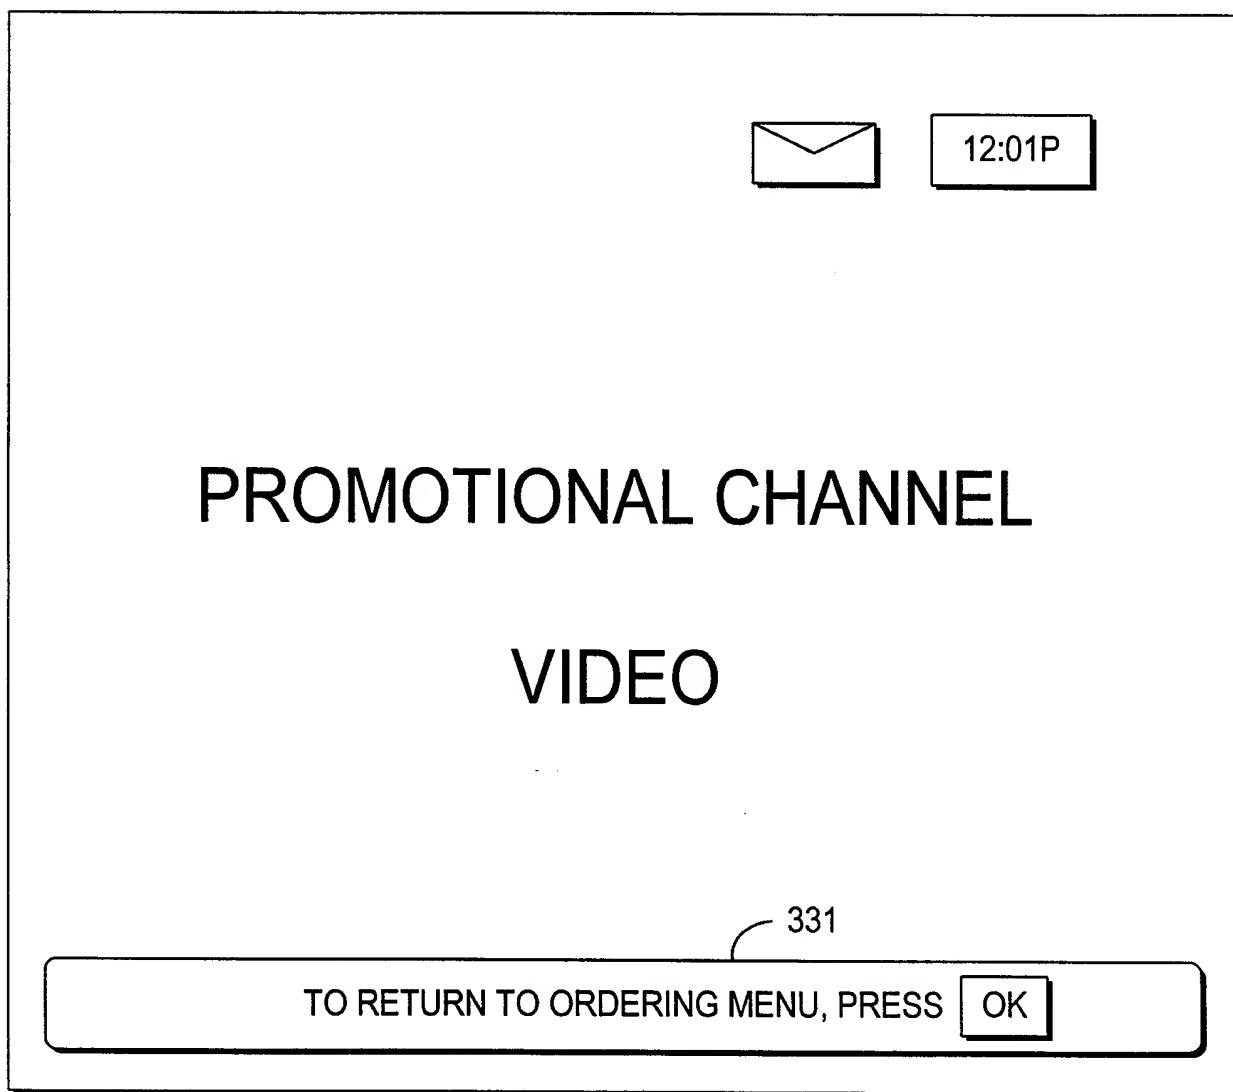 12:01P
PROMOTIONAL CHANNEL
VIDEO
331
TO RETURN TO ORDERING MENU, PRESS OK